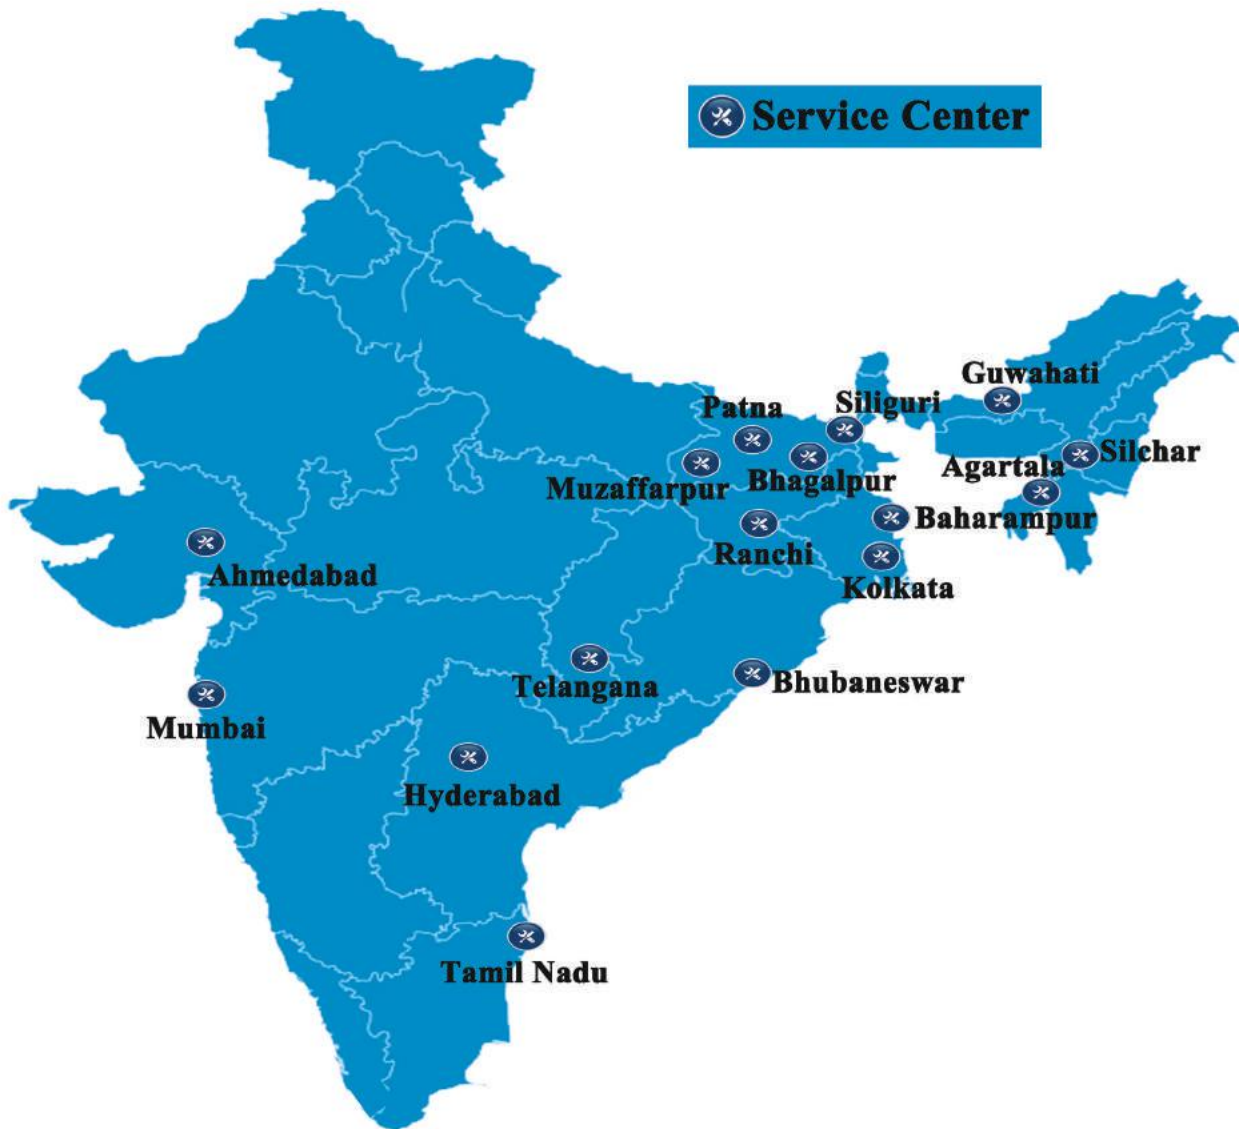 Service Center
Guwahati
Siliguri
Patna
Silchar
Agartala
Bhagalpur
Muzaffarpur
Baharampur
Ranchi
Ahmedabad
Kolkata
Telangana
Bhubaneswar
Mumbai
Hyderabad
Tamil Nadu